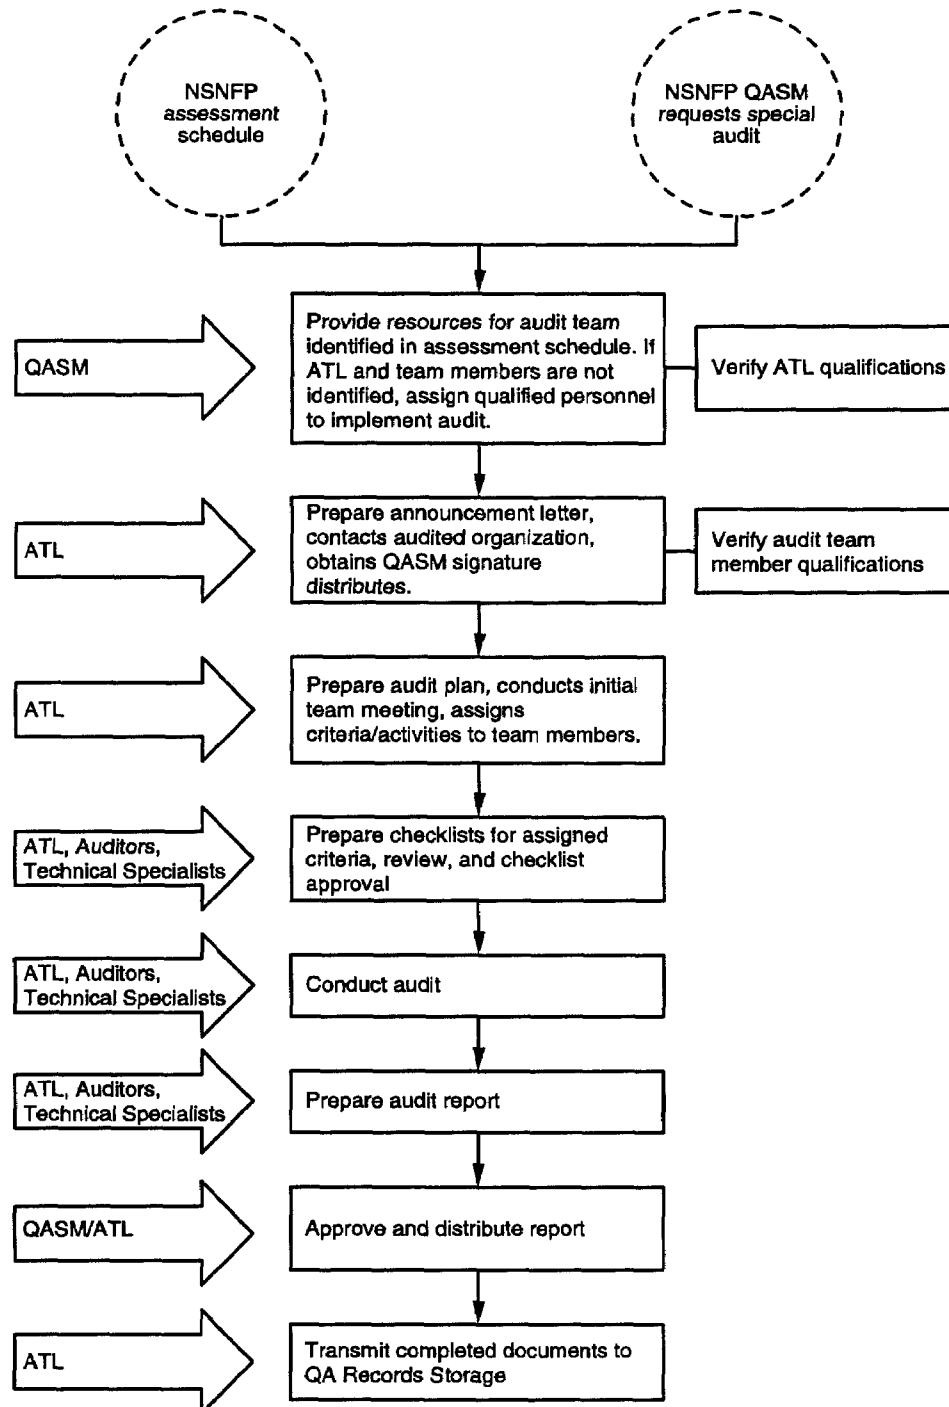 NSNFP
assessment
schedule
NSNFP QASM
requests special
audit
QASM
Provide resources for audit team
identified in assessment schedule. If
ATL and team members are not
identified, assign qualified personnel
to implement audit.
Verify ATL qualifications
ATL
Prepare announcement letter,
contacts audited organization,
obtains QASM signature
distributes.
Verify audit team
member qualifications
ATL
Prepare audit plan, conducts initial
team meeting, assigns
criteria/activities to team members.
ATL, Auditors,
Technical Specialists
Prepare checklists for assigned
criteria, review, and checklist
approval
ATL, Auditors,
Technical Specialists
Conduct audit
ATL, Auditors,
Technical Specialists
Prepare audit report
QASM/ATL
Approve and distribute report
ATL
Transmit completed documents to
QA Records Storage